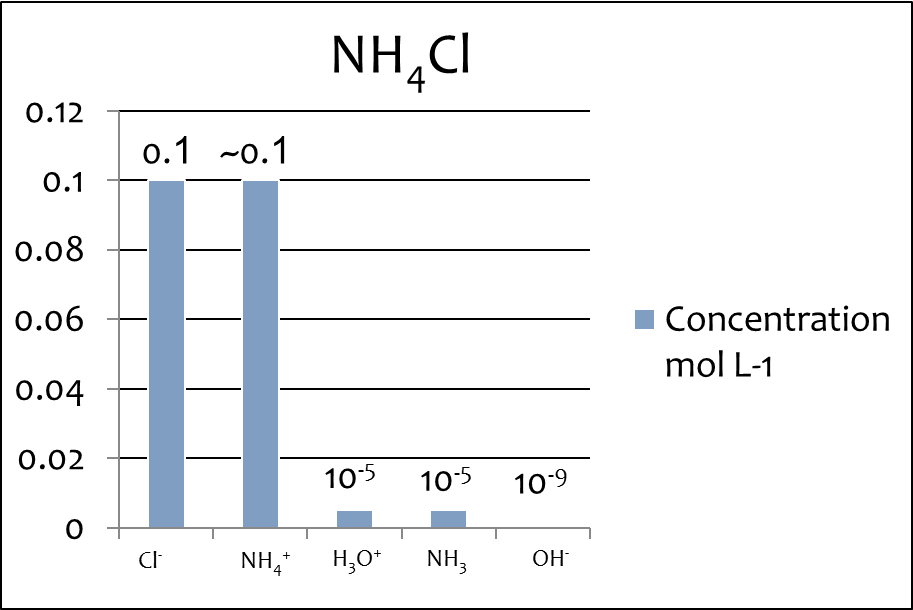 NH₄Cl
0.12
0.1
0.08
0.06
0.04
0.02
0
0.1 ~0.1 10⁻⁵ 10⁻⁵ 10⁻⁹
Cl⁻ NH₄⁺ H₃O⁺ NH₃ OH⁻
Concentration
mol L-1